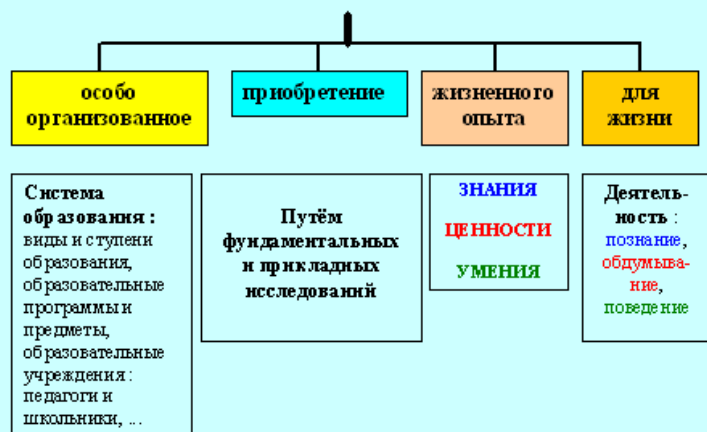 особо
организованное
приобретение
жизненного
опыта
для
жизни
Система
образования :
виды и ступени
образования,
образовательные
программы и
предметы,
образовательные
учреждения :
педагоги и
школьники, ...
Путём
фундаментальных
и прикладных
исследований
ЗНАНИЯ
ЦЕННОСТИ
УМЕНИЯ
Деятель-
ность :
познание,
обдумыва-
ние,
поведение